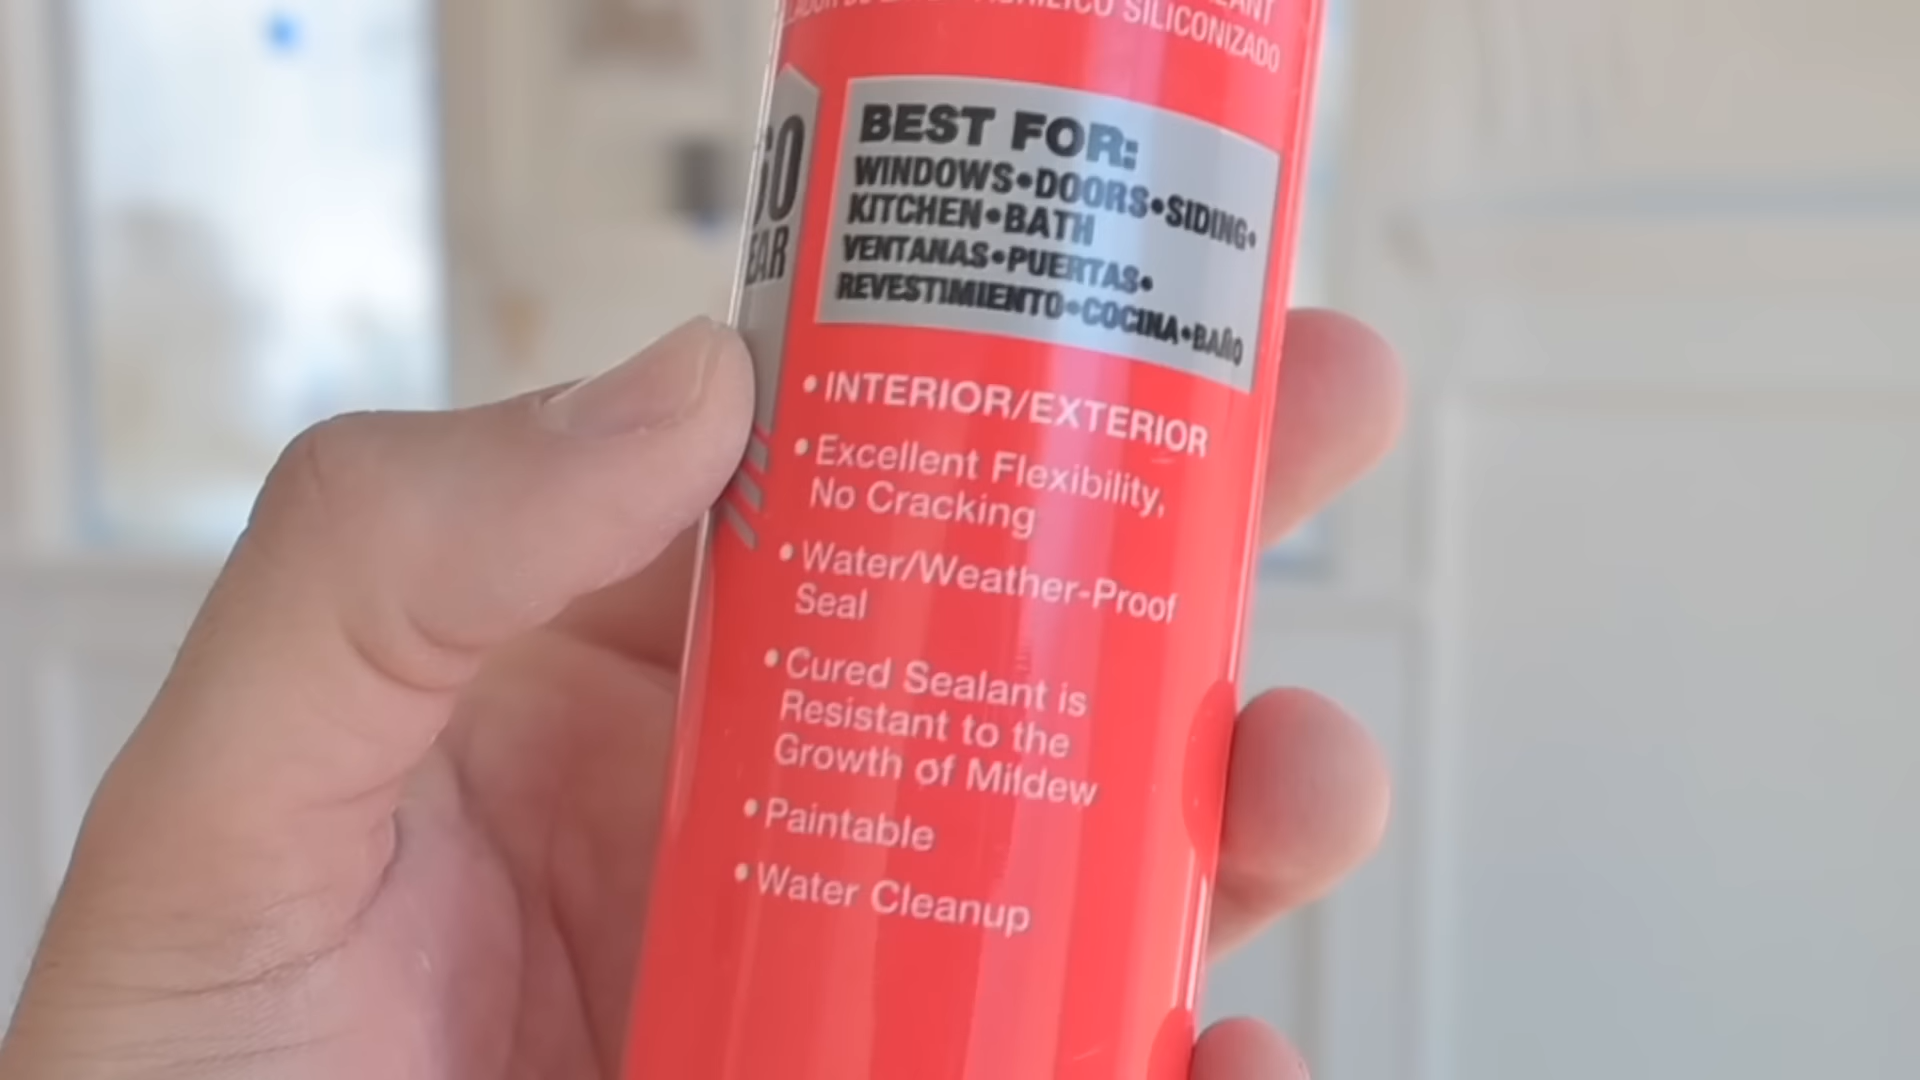 SILICONIZADO
BEST FOR:
WINDOWS•DOORS•SIDING•
KITCHEN•BATH
VENTANAS•PUERTAS•
REVESTIMIENTO•COCINA•BAÑO
• INTERIOR/EXTERIOR
• Excellent Flexibility,
No Cracking
• Water/Weather-Proof
Seal
• Cured Sealant is
Resistant to the
Growth of Mildew
• Paintable
• Water Cleanup